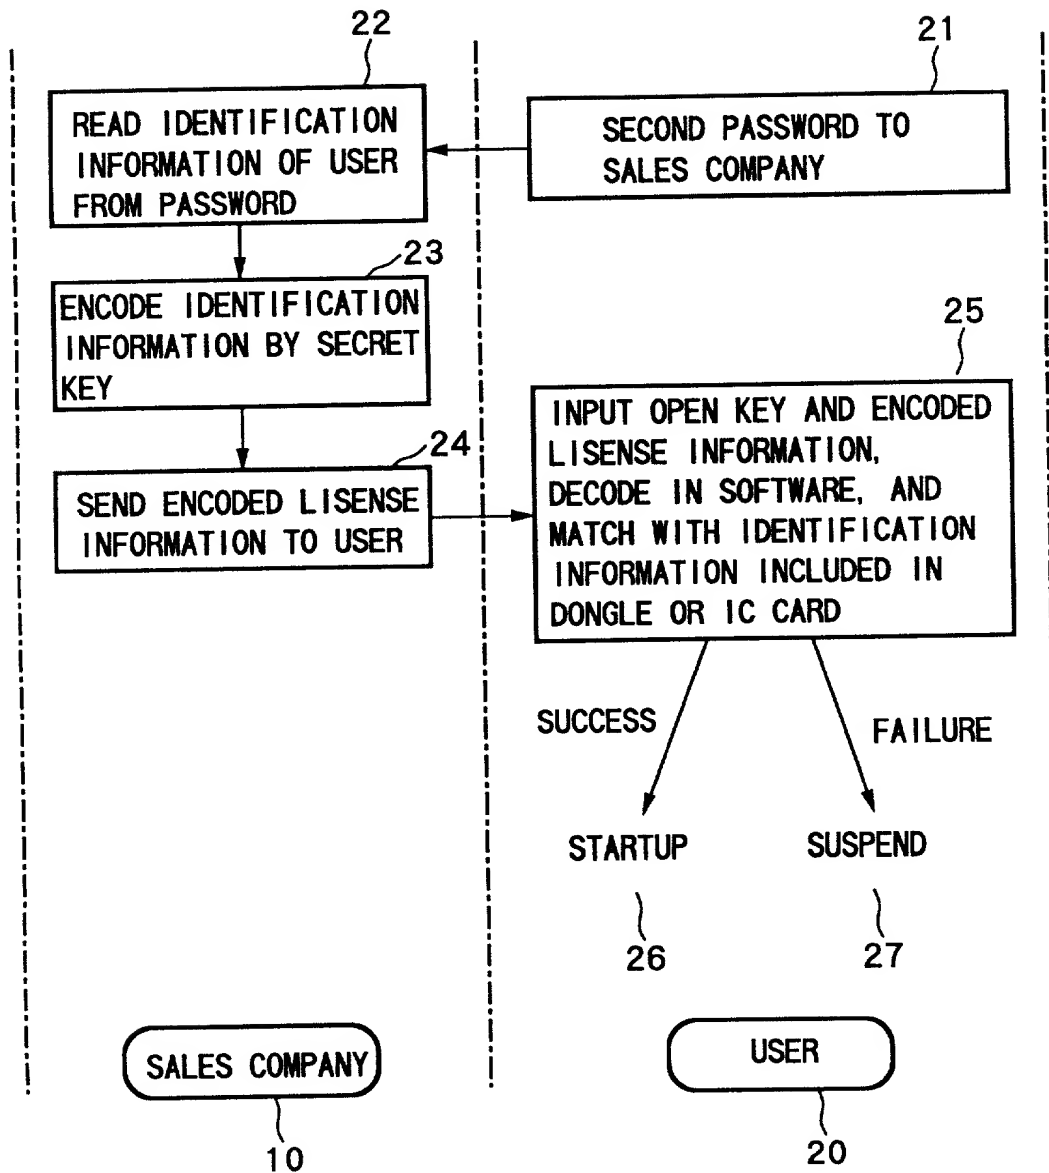 22
21
READ IDENTIFICATION
INFORMATION OF USER
FROM PASSWORD
SECOND PASSWORD TO
SALES COMPANY
23
ENCODE IDENTIFICATION
INFORMATION BY SECRET
KEY
25
INPUT OPEN KEY AND ENCODED
LISENSE INFORMATION,
DECODE IN SOFTWARE, AND
MATCH WITH IDENTIFICATION
INFORMATION INCLUDED IN
DONGLE OR IC CARD
24
SEND ENCODED LISENSE
INFORMATION TO USER
SUCCESS
FAILURE
STARTUP
SUSPEND
26
27
SALES COMPANY
USER
10
20